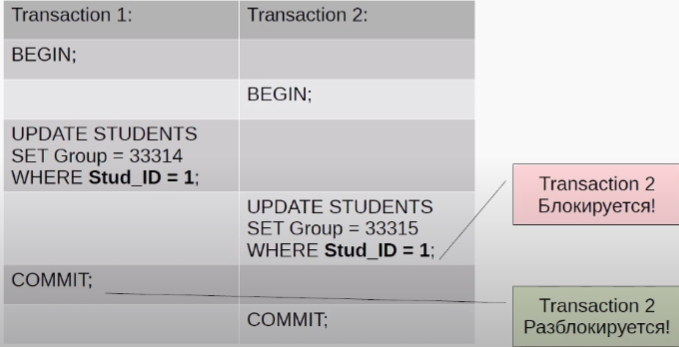 Transaction 1:
Transaction 2:
BEGIN;
BEGIN;
UPDATE STUDENTS
SET Group = 33314
WHERE Stud_ID = 1;
UPDATE STUDENTS
SET Group = 33315
WHERE Stud_ID = 1;
Transaction 2
Блокируется!
COMMIT;
Transaction 2
Разблокируется!
COMMIT;